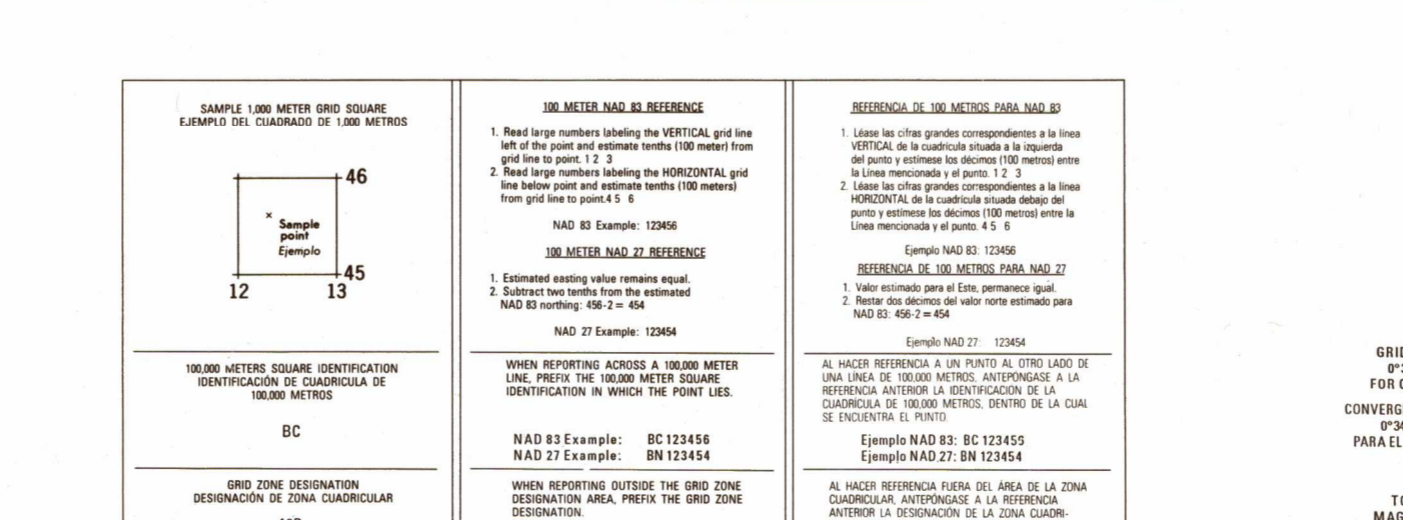 SAMPLE 1,000 METER GRID SQUARE
EJEMPLO DEL CUADRADO DE 1,000 METROS
46
× Sample
point
Ejemplo
45
12 13
100,000 METERS SQUARE IDENTIFICATION
IDENTIFICACIÓN DE CUADRICULA DE
100,000 METROS
BC
GRID ZONE DESIGNATION
DESIGNACIÓN DE ZONA CUADRICULAR
100 METER NAD 83 REFERENCE
1. Read large numbers labeling the VERTICAL grid line
left of the point and estimate tenths (100 meter) from
grid line to point. 1 2 3
2. Read large numbers labeling the HORIZONTAL grid
line below point and estimate tenths (100 meters)
from grid line to point.4 5 6
NAD 83 Example: 123456
100 METER NAD 27 REFERENCE
1. Estimated easting value remains equal.
2. Subtract two tenths from the estimated
NAD 83 northing: 456-2 = 454
NAD 27 Example: 123454
WHEN REPORTING ACROSS A 100,000 METER
LINE, PREFIX THE 100,000 METER SQUARE
IDENTIFICATION IN WHICH THE POINT LIES.
NAD 83 Example: BC 123456
NAD 27 Example: BN 123454
WHEN REPORTING OUTSIDE THE GRID ZONE
DESIGNATION AREA, PREFIX THE GRID ZONE
DESIGNATION.
REFERENCIA DE 100 METROS PARA NAD 83
1. Léase las cifras grandes correspondientes a la línea
VERTICAL de la cuadrícula situada a la izquierda
del punto y estímese los décimos (100 metros) entre
la Línea mencionada y el punto. 1 2 3
2. Léase las cifras grandes correspondientes a la línea
HORIZONTAL de la cuadrícula situada debajo del
punto y estímese los décimos (100 metros) entre la
Línea mencionada y el punto. 4 5 6
Ejemplo NAD 83: 123456
REFERENCIA DE 100 METROS PARA NAD 27
1. Valor estimado para el Este, permanece igual.
2. Restar dos décimos del valor norte estimado para
NAD 83: 456-2 = 454
Ejemplo NAD 27: 123454
AL HACER REFERENCIA A UN PUNTO AL OTRO LADO DE
UNA LÍNEA DE 100,000 METROS, ANTEPÓNGASE A LA
REFERENCIA ANTERIOR LA IDENTIFICACIÓN DE LA
CUADRÍCULA DE 100,000 METROS, DENTRO DE LA CUAL
SE ENCUENTRA EL PUNTO.
Ejemplo NAD 83: BC 123456
Ejemplo NAD 27: BN 123454
AL HACER REFERENCIA FUERA DEL ÁREA DE LA ZONA
CUADRICULAR, ANTEPÓNGASE A LA REFERENCIA
ANTERIOR LA DESIGNACIÓN DE LA ZONA CUADRI-
GRID
0°3
FOR C
CONVERG
0°34
PARA EL
TO
MAG